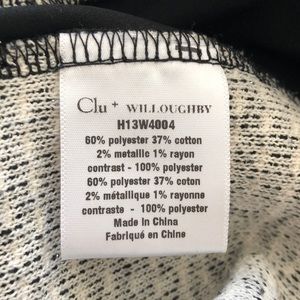 Clu + WILLOUGHBY
H13W4004
60% polyester 37% cotton
2% metallic 1% rayon
contrast - 100% polyester
60% polyester 37% coton
2% métallique 1% rayonne
contraste - 100% polyester
Made In China
Fabriqué en Chine